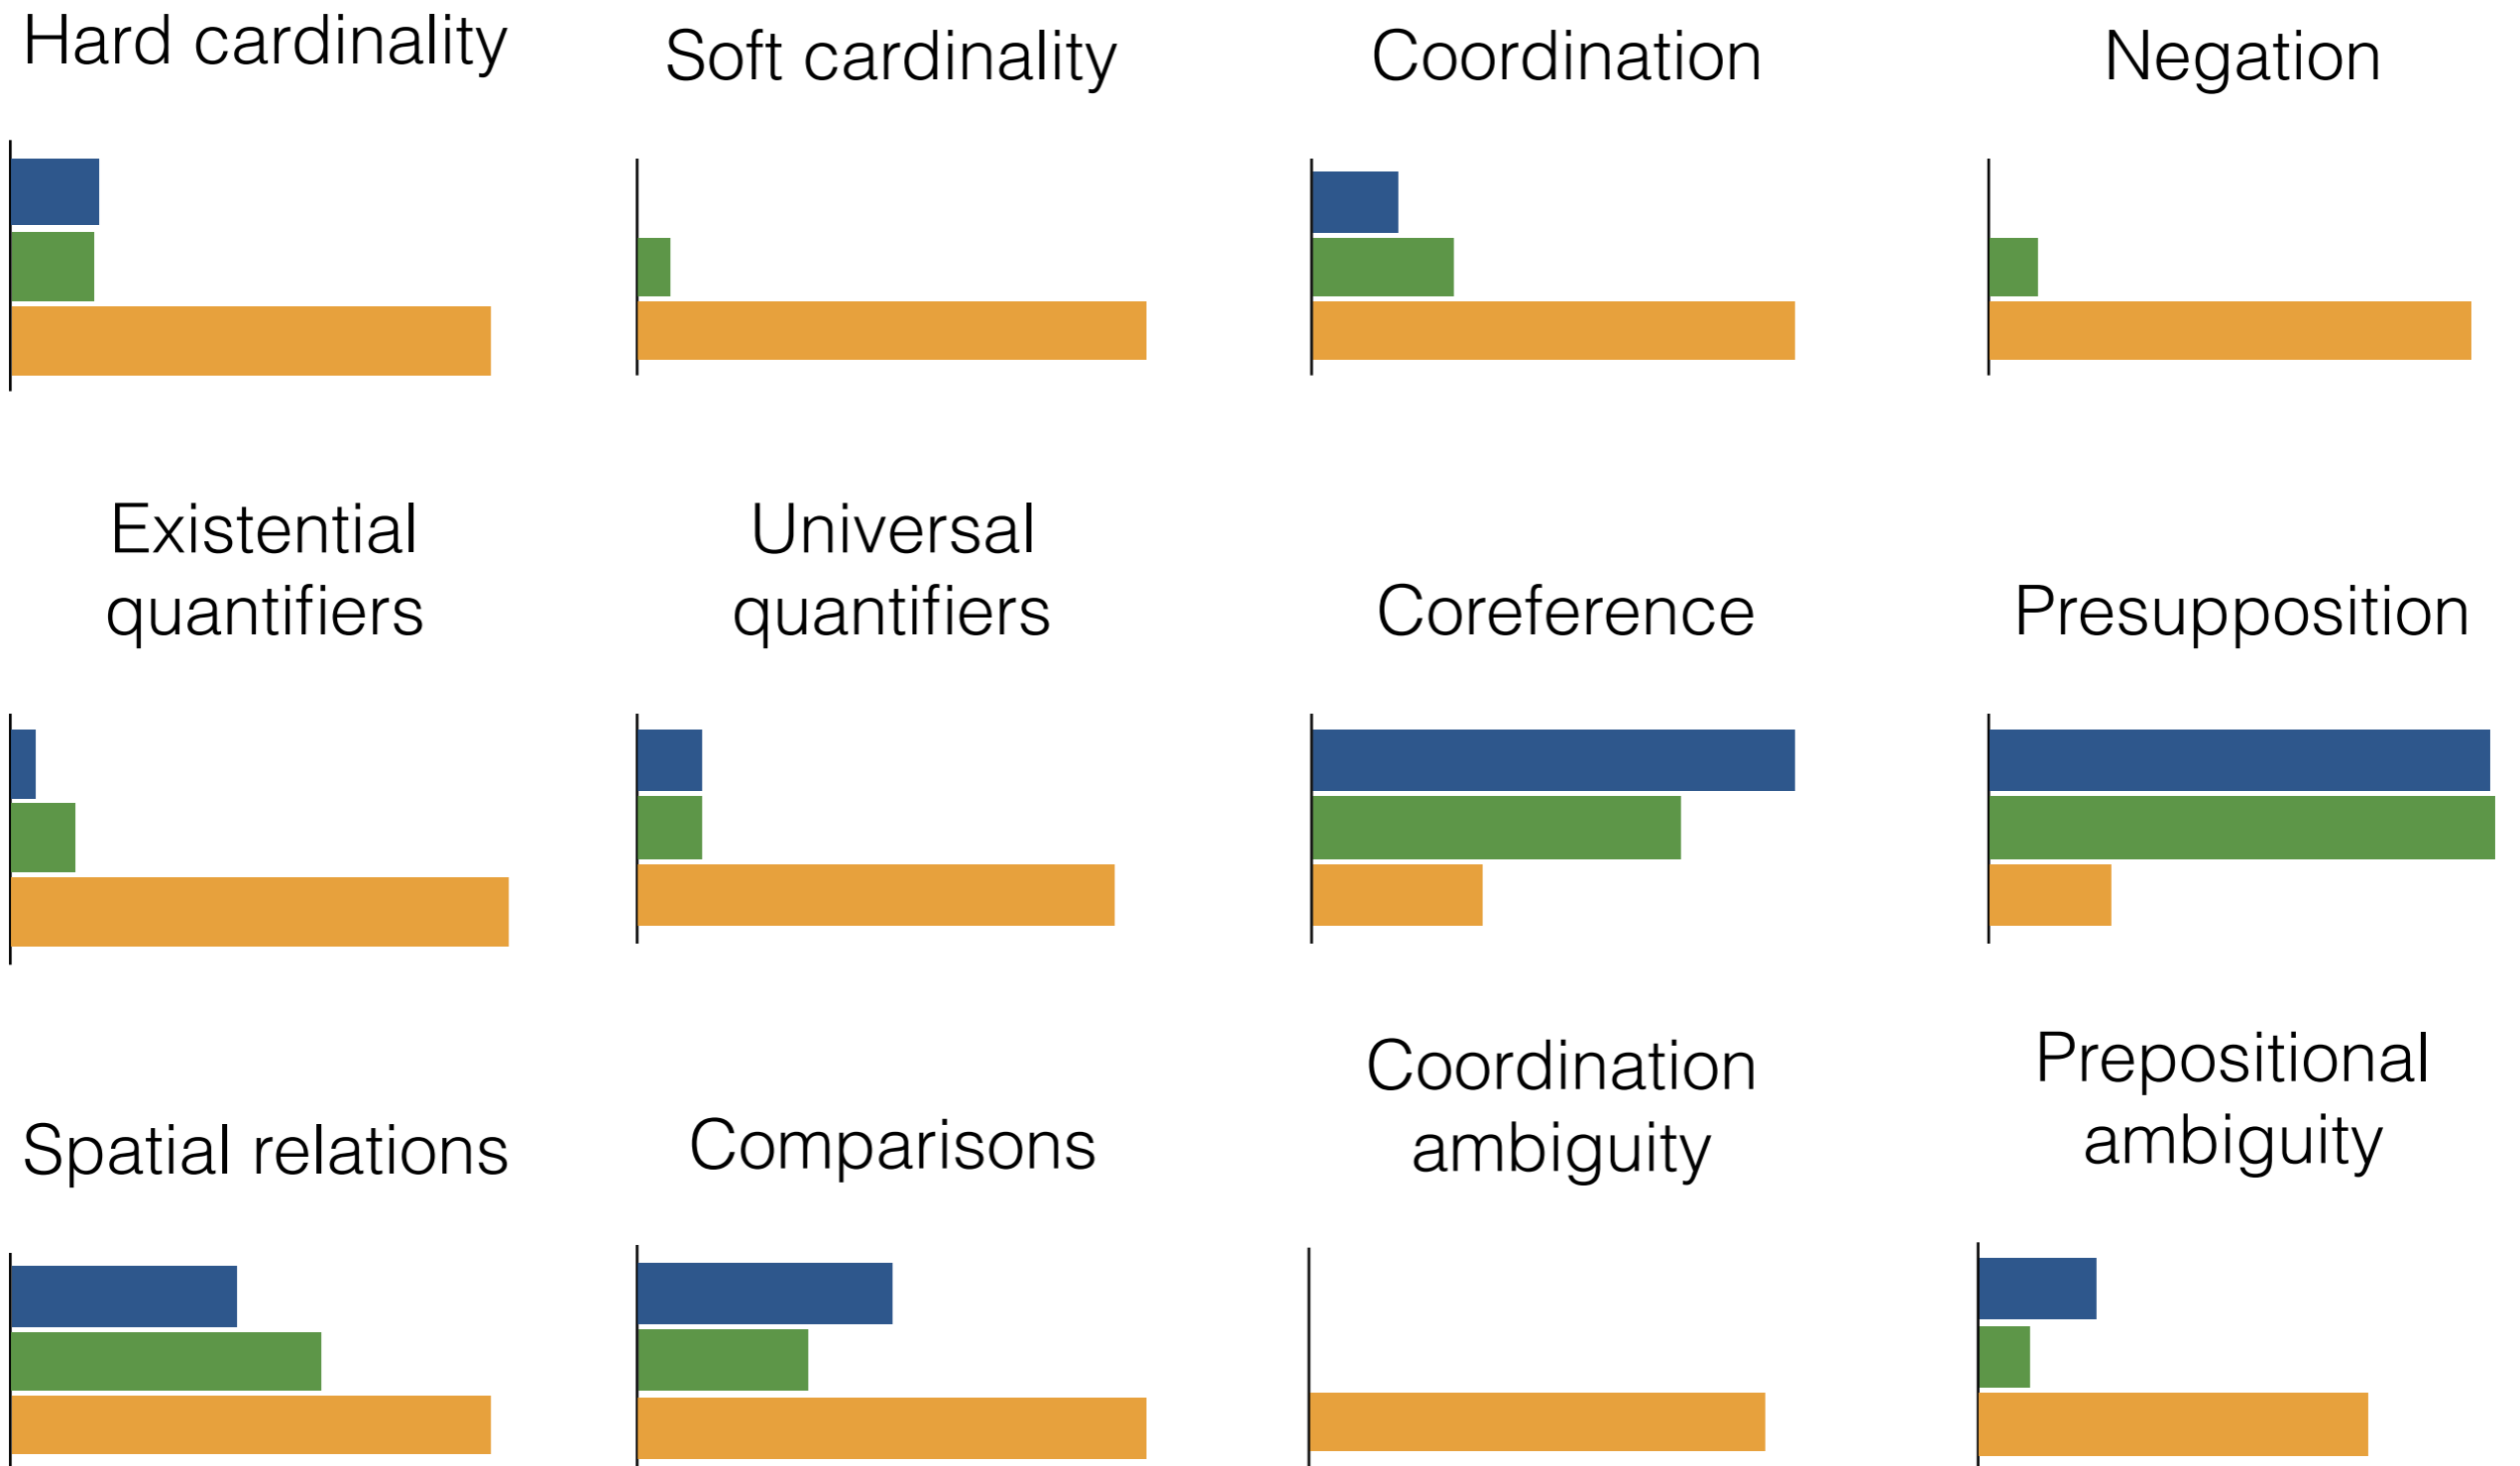 Hard cardinality
Soft cardinality
Coordination
Negation
Existential
quantifiers
Universal
quantifiers
Coreference
Presupposition
Spatial relations
Comparisons
Coordination
ambiguity
Prepositional
ambiguity